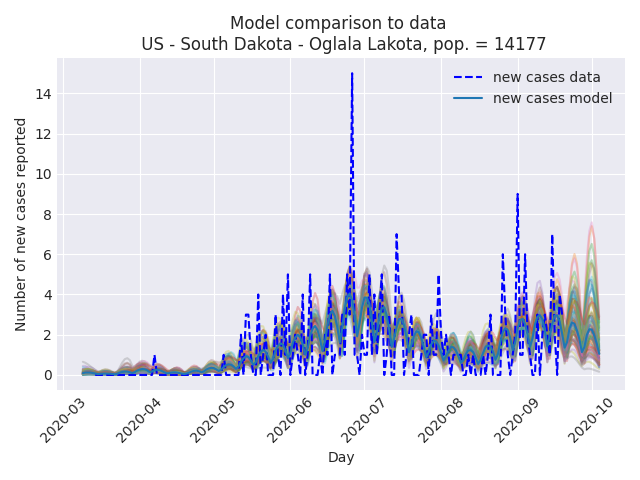 Model comparison to data
US - South Dakota - Oglala Lakota, pop. = 14177
new cases data
new cases model
Number of new cases reported
14
12
10
8
6
4
2
0
2020-03
2020-04
2020-05
2020-06
2020-07
2020-08
2020-09
2020-10
Day